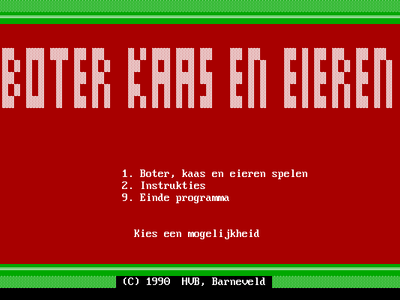 BOTER KAAS EN EIEREN
1. Boter, kaas en eieren spelen
2. Instrukties
9. Einde programma
Kies een mogelijkheid
(C) 1990 HVB, Barneveld